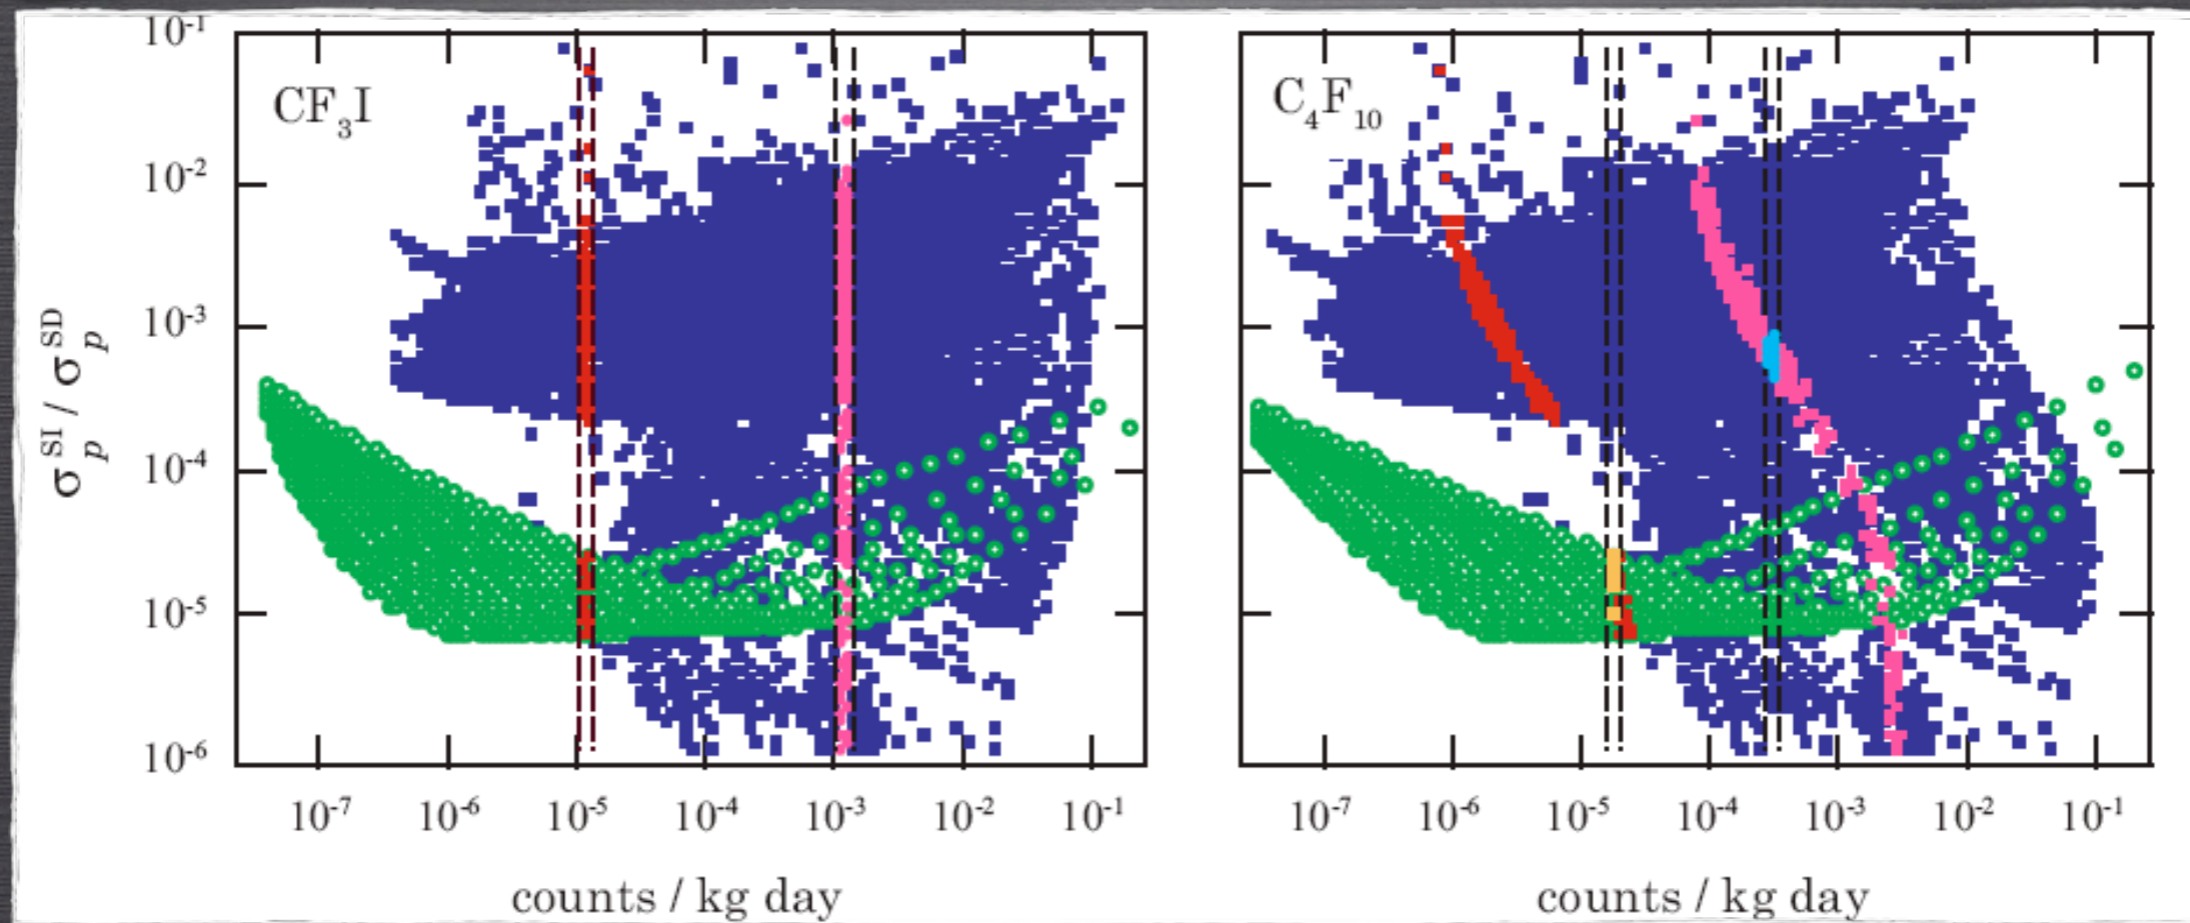 10⁻¹
10⁻²
10⁻³
10⁻⁴
10⁻⁵
10⁻⁶
σₚˢᴵ / σₚˢᴰ
CF₃I
10⁻⁷ 10⁻⁶ 10⁻⁵ 10⁻⁴ 10⁻³ 10⁻² 10⁻¹
counts / kg day
C₄F₁₀
10⁻⁷ 10⁻⁶ 10⁻⁵ 10⁻⁴ 10⁻³ 10⁻² 10⁻¹
counts / kg day